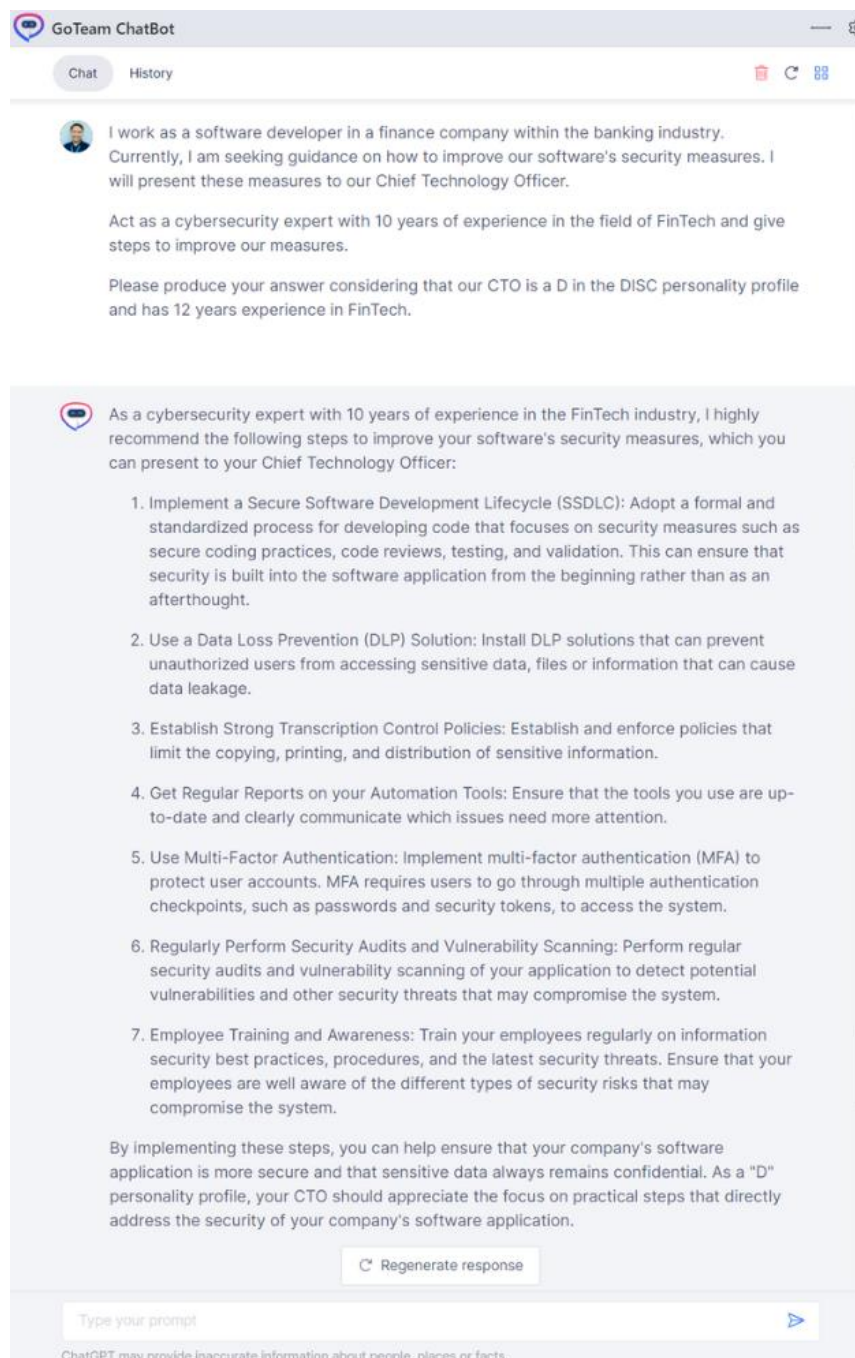 GoTeam ChatBot
Chat
History
I work as a software developer in a finance company within the banking industry.
Currently, I am seeking guidance on how to improve our software's security measures. I
will present these measures to our Chief Technology Officer.
Act as a cybersecurity expert with 10 years of experience in the field of FinTech and give
steps to improve our measures.
Please produce your answer considering that our CTO is a D in the DISC personality profile
and has 12 years experience in FinTech.
As a cybersecurity expert with 10 years of experience in the FinTech industry, I highly
recommend the following steps to improve your software's security measures, which you
can present to your Chief Technology Officer:
1. Implement a Secure Software Development Lifecycle (SSDLC): Adopt a formal and
standardized process for developing code that focuses on security measures such as
secure coding practices, code reviews, testing, and validation. This can ensure that
security is built into the software application from the beginning rather than as an
afterthought.
2. Use a Data Loss Prevention (DLP) Solution: Install DLP solutions that can prevent
unauthorized users from accessing sensitive data, files or information that can cause
data leakage.
3. Establish Strong Transcription Control Policies: Establish and enforce policies that
limit the copying, printing, and distribution of sensitive information.
4. Get Regular Reports on your Automation Tools: Ensure that the tools you use are up-
to-date and clearly communicate which issues need more attention.
5. Use Multi-Factor Authentication: Implement multi-factor authentication (MFA) to
protect user accounts. MFA requires users to go through multiple authentication
checkpoints, such as passwords and security tokens, to access the system.
6. Regularly Perform Security Audits and Vulnerability Scanning: Perform regular
security audits and vulnerability scanning of your application to detect potential
vulnerabilities and other security threats that may compromise the system.
7. Employee Training and Awareness: Train your employees regularly on information
security best practices, procedures, and the latest security threats. Ensure that your
employees are well aware of the different types of security risks that may
compromise the system.
By implementing these steps, you can help ensure that your company's software
application is more secure and that sensitive data always remains confidential. As a "D"
personality profile, your CTO should appreciate the focus on practical steps that directly
address the security of your company's software application.
Regenerate response
Type your prompt
ChatGPT may provide inaccurate information about people, places or facts